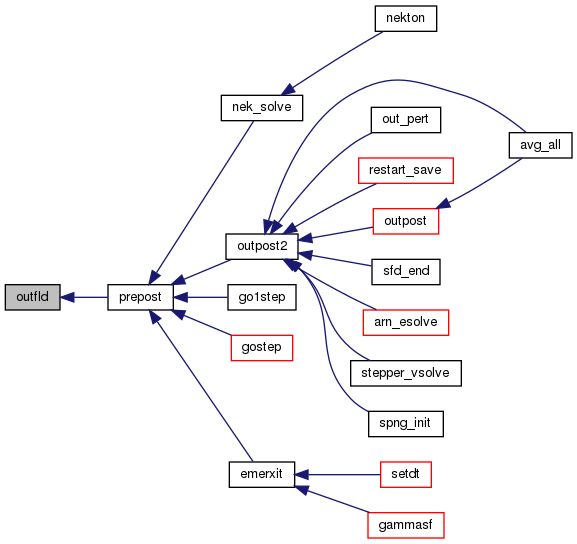 nekton
nek_solve
out_pert
avg_all
restart_save
outpost
outpost2
sfd_end
outfld
prepost
go1step
arn_esolve
gostep
stepper_vsolve
spng_init
emerxit
setdt
gammasf